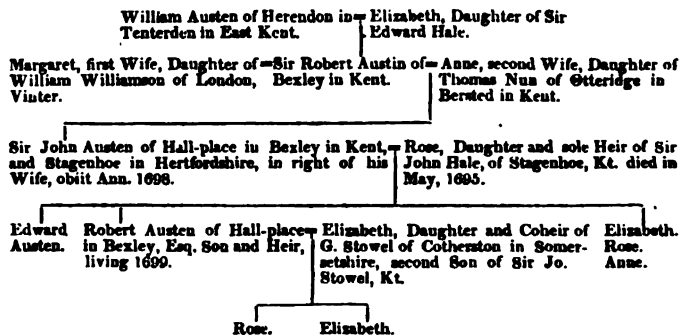 William Austen of Herendon in = Elizabeth, Daughter of Sir
Tenterden in East Kent. Edward Hale.
Margaret, first Wife, Daughter of = Sir Robert Austin of = Anne, second Wife, Daughter of
William Williamson of London, Bexley in Kent. Thomas Nun of Otteridge in
Vinter. Bersted in Kent.
Sir John Austen of Hall-place in Bexley in Kent, = Rose, Daughter and sole Heir of Sir
and Stagenhoe in Hertfordshire, in right of his John Hale, of Stagenhoe, Kt. died in
Wife, obiit Ann. 1698. May, 1695.
Edward Robert Austen of Hall-place = Elizabeth, Daughter and Coheir of Elizabeth.
Austen. in Bexley, Esq. Son and Heir, G. Stowel of Cotherston in Somer- Rose.
living 1699. setshire, second Son of Sir Jo. Anne.
Stowel, Kt.
Rose. Elizabeth.